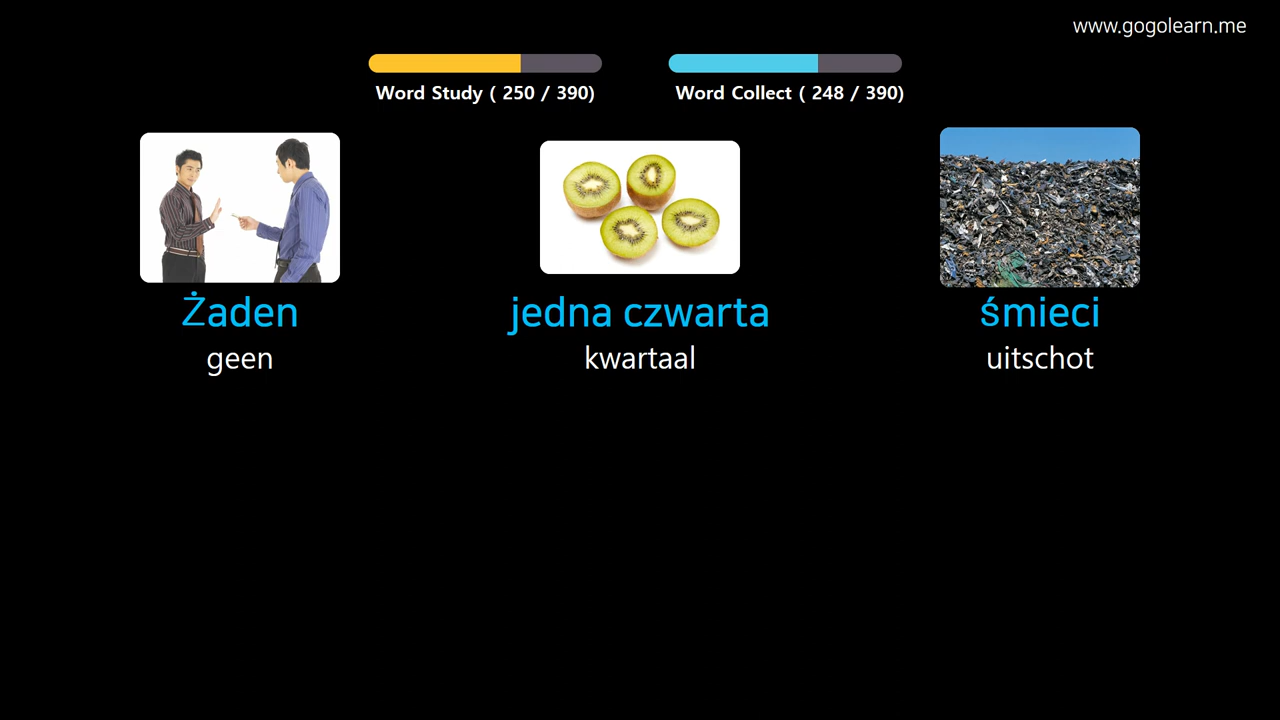 www.gogolearn.me
Word Study ( 250 / 390)
Word Collect ( 248 / 390)
Żaden
jedna czwarta
śmieci
geen
kwartaal
uitschot